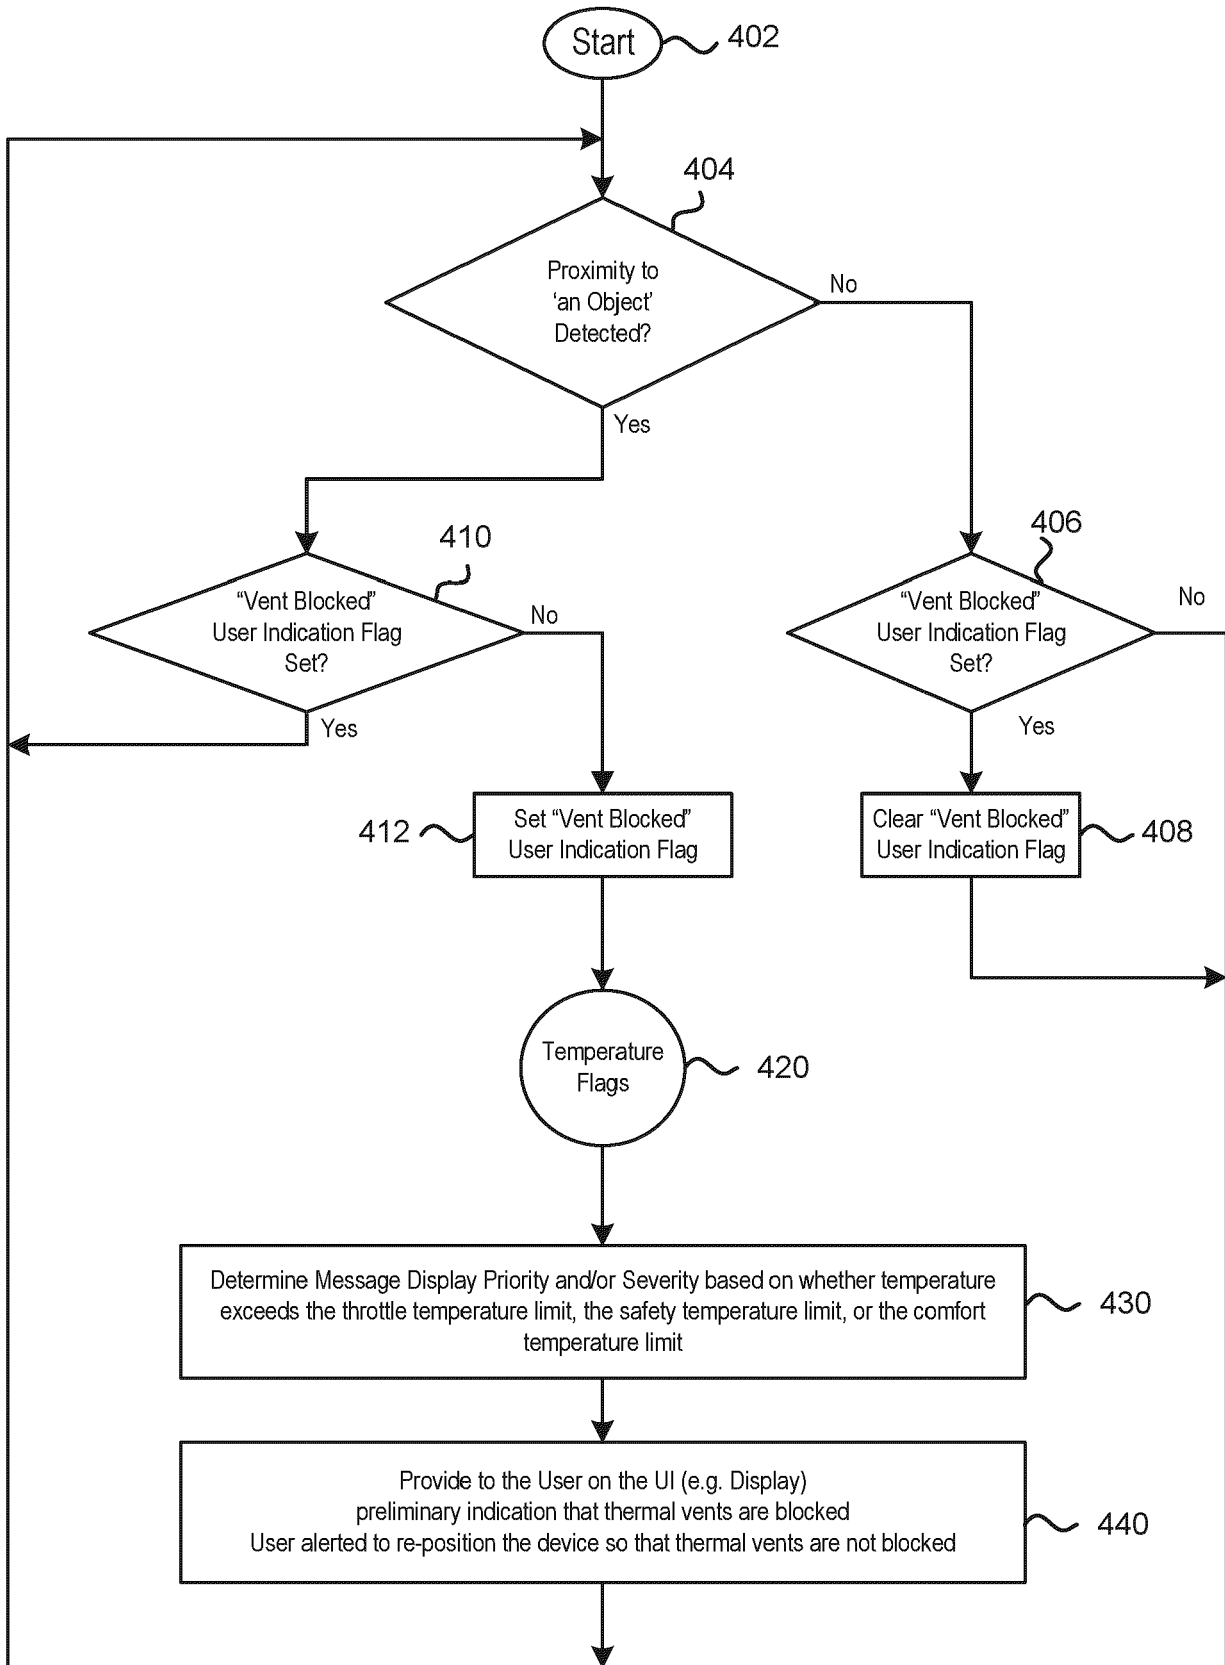 Start
402
404
Proximity to
‘an Object’
Detected?
No
Yes
410
“Vent Blocked”
User Indication Flag
Set?
No
Yes
406
“Vent Blocked”
User Indication Flag
Set?
No
Yes
412
Set “Vent Blocked”
User Indication Flag
Clear “Vent Blocked”
User Indication Flag
408
Temperature
Flags
420
Determine Message Display Priority and/or Severity based on whether temperature
exceeds the throttle temperature limit, the safety temperature limit, or the comfort
temperature limit
430
Provide to the User on the UI (e.g. Display)
preliminary indication that thermal vents are blocked
User alerted to re-position the device so that thermal vents are not blocked
440